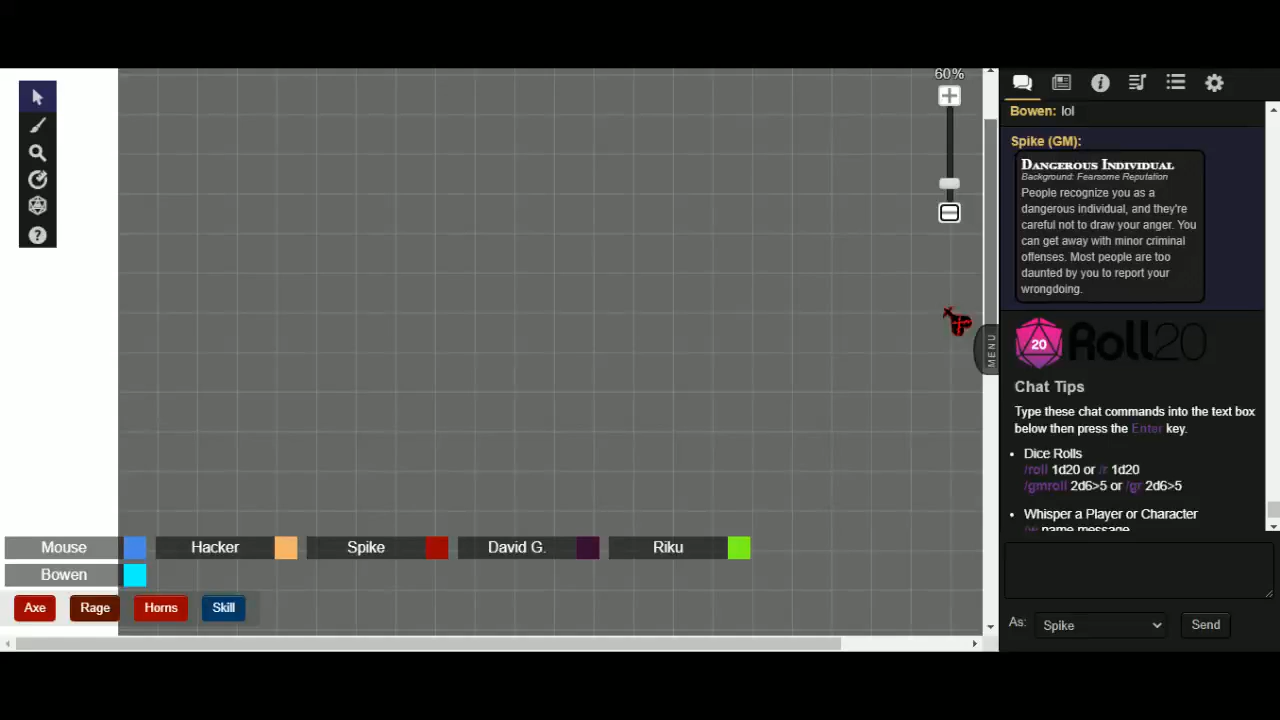 60%
Bowen: lol
Spike (GM):
Dangerous Individual
Background: Fearsome Reputation
People recognize you as a
dangerous individual, and they're
careful not to draw your anger. You
can get away with minor criminal
offenses. Most people are too
daunted by you to report your
wrongdoing.
MENU
20 Roll20
Chat Tips
Type these chat commands into the text box
below then press the Enter key.
Dice Rolls
/roll 1d20 or /r 1d20
/gmroll 2d6>5 or /gr 2d6>5
Whisper a Player or Character
/w name message
Mouse Hacker Spike David G. Riku
Bowen
Axe Rage Horns Skill
As: Spike Send